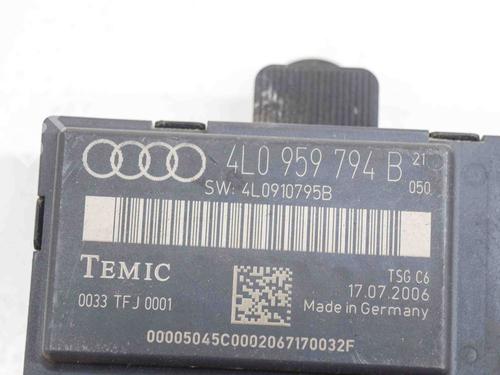 4L0 959 794 B 21
050
SW: 4L0910795B
TEMIC
TSG C6
17.07.2006
0033 TFJ 0001
Made in Germany
00005045C0002067170032F